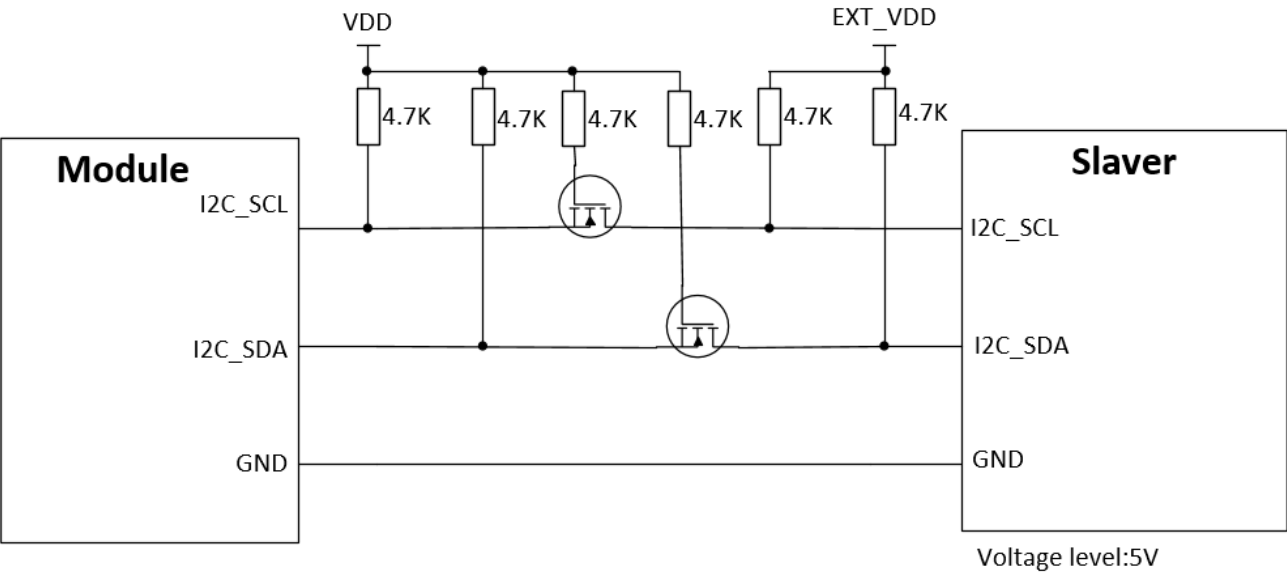 VDD
EXT_VDD
4.7K
4.7K
4.7K
4.7K
4.7K
4.7K
Module
Slaver
I2C_SCL
I2C_SCL
I2C_SDA
I2C_SDA
GND
GND
Voltage level:5V